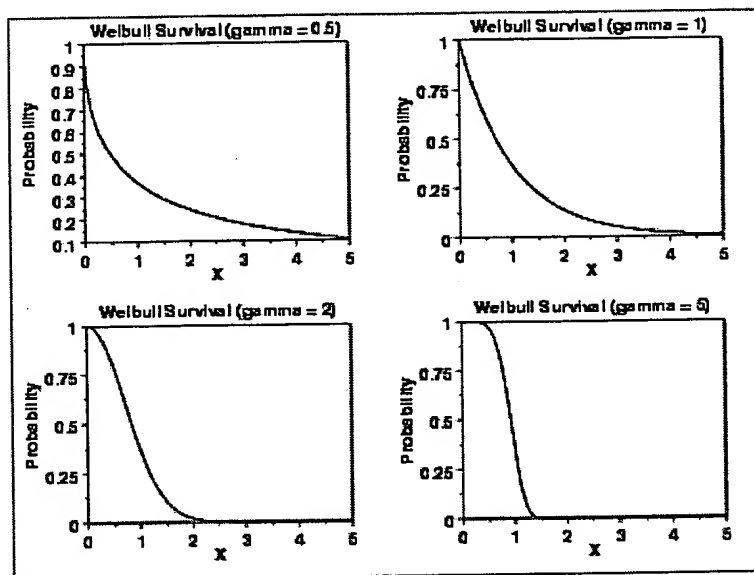 Weibull Survival (gamma = 0.5)
1
0.9
0.8
0.7
0.6
0.5
0.4
0.3
0.2
0.1
Probability
0 1 2 3 4 5
X
Weibull Survival (gamma = 1)
1
0.75
0.5
0.25
0
Probability
0 1 2 3 4 5
X
Weibull Survival (gamma = 2)
1
0.75
0.5
0.25
0
Probability
0 1 2 3 4 5
X
Weibull Survival (gamma = 5)
1
0.75
0.5
0.25
0
Probability
0 1 2 3 4 5
X